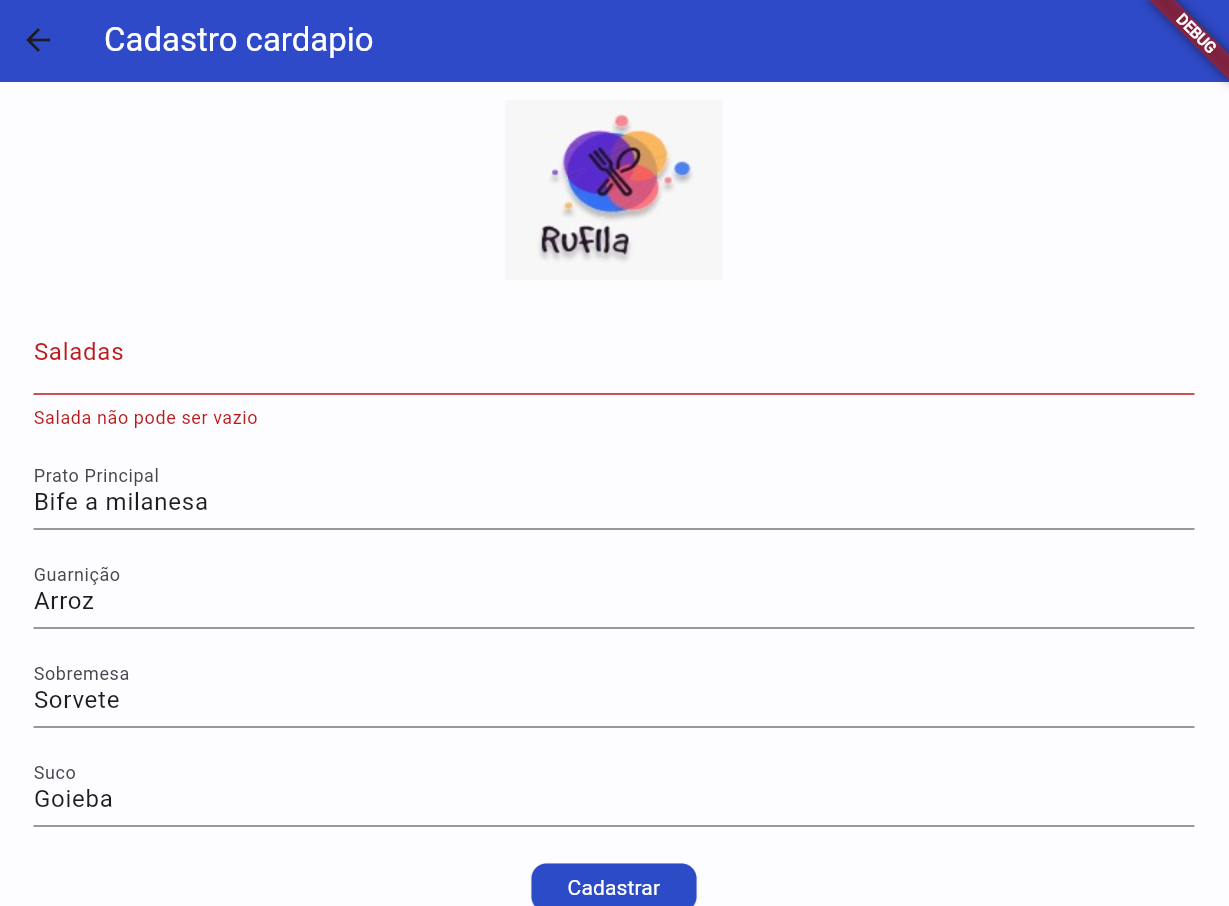 Cadastro cardapio
DEBUG
RuFIla
Saladas
Salada não pode ser vazio
Prato Principal
Bife a milanesa
Guarnição
Arroz
Sobremesa
Sorvete
Suco
Goieba
Cadastrar